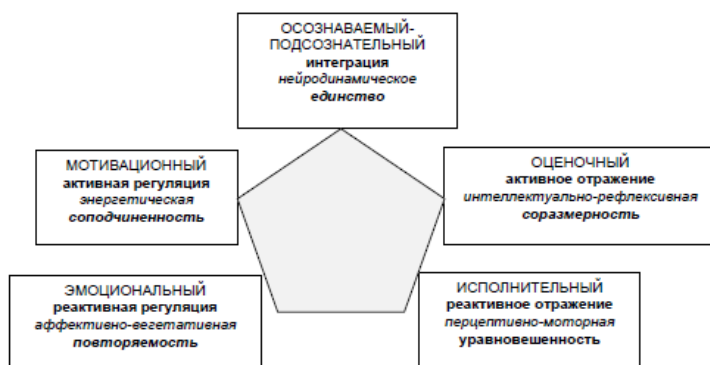 ОСОЗНАВАЕМЫЙ-
ПОДСОЗНАТЕЛЬНЫЙ
интеграция
нейродинамическое
единство
МОТИВАЦИОННЫЙ
активная регуляция
энергетическая
соподчиненность
ОЦЕНОЧНЫЙ
активное отражение
интеллектуально-рефлексивная
соразмерность
ЭМОЦИОНАЛЬНЫЙ
реактивная регуляция
аффективно-вегетативная
повторяемость
ИСПОЛНИТЕЛЬНЫЙ
реактивное отражение
перцептивно-моторная
уравновешенность